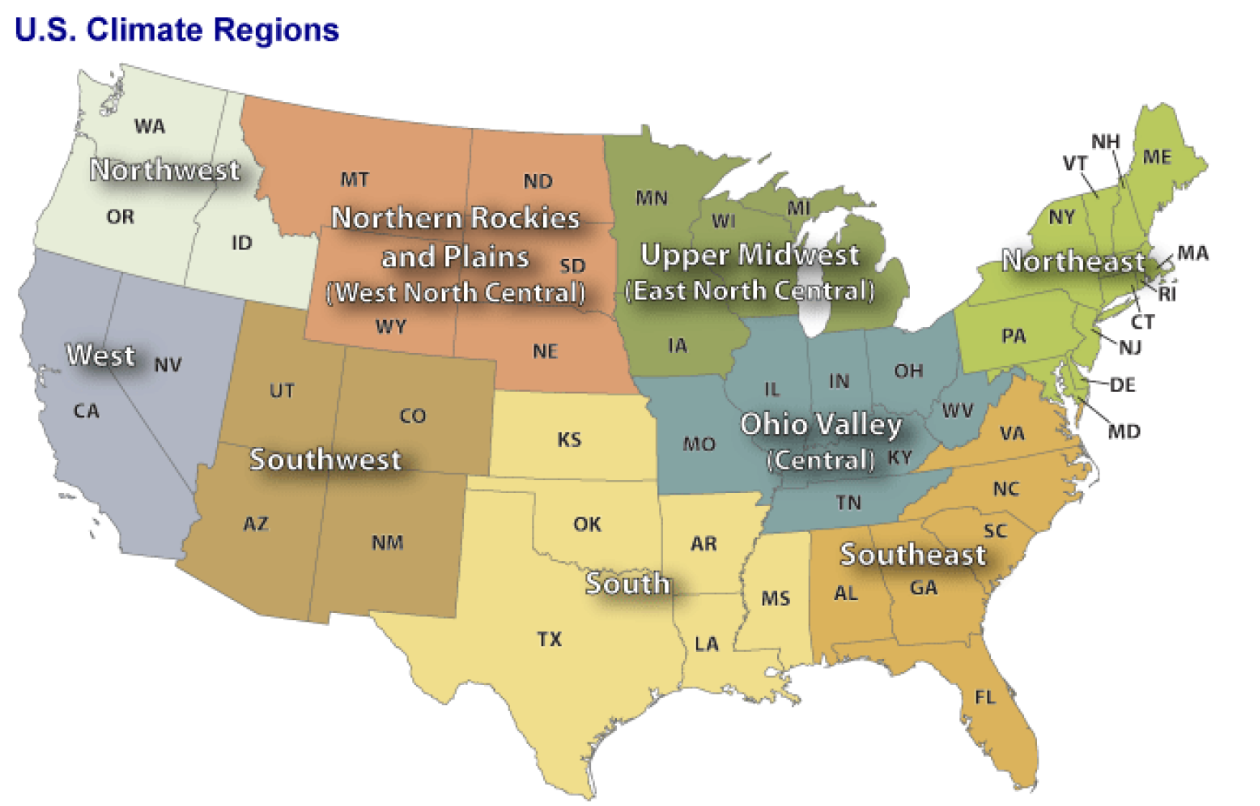 U.S. Climate Regions
WA
Northwest
OR
ID
MT
ND
Northern Rockies
and Plains
(West North Central)
SD
WY
NE
MN
WI
MI
Upper Midwest
(East North Central)
IA
NH
VT
ME
NY
Northeast
MA
RI
CT
PA
NJ
DE
MD
West
NV
CA
UT
CO
Southwest
AZ
NM
KS
OK
AR
South
TX
LA
MS
IL
IN
OH
WV
MO
Ohio Valley
(Central)
KY
TN
VA
NC
SC
Southeast
AL
GA
FL